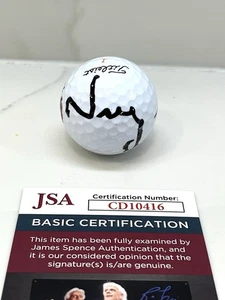 Titleist
JSA
Certification Number:
CD10416
BASIC CERTIFICATION
This item has been fully examined by
James Spence Authentication, and
it is our considered opinion that the
signature(s) is/are genuine.